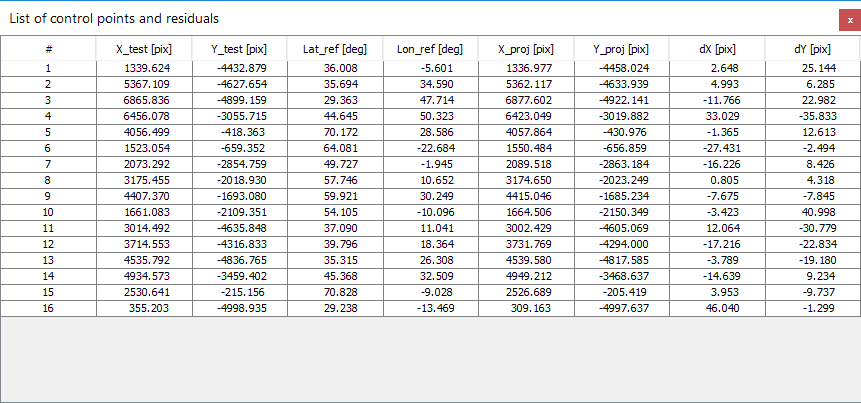 List of control points and residuals
x
# X_test [pix] Y_test [pix] Lat_ref [deg] Lon_ref [deg] X_proj [pix] Y_proj [pix] dX [pix] dY [pix]
1 1339.624 -4432.879 36.008 -5.601 1336.977 -4458.024 2.648 25.144
2 5367.109 -4627.654 35.694 34.590 5362.117 -4633.939 4.993 6.285
3 6865.836 -4899.159 29.363 47.714 6877.602 -4922.141 -11.766 22.982
4 6456.078 -3055.715 44.645 50.323 6423.049 -3019.882 33.029 -35.833
5 4056.499 -418.363 70.172 28.586 4057.864 -430.976 -1.365 12.613
6 1523.054 -659.352 64.081 -22.684 1550.484 -656.859 -27.431 -2.494
7 2073.292 -2854.759 49.727 -1.945 2089.518 -2863.184 -16.226 8.426
8 3175.455 -2018.930 57.746 10.652 3174.650 -2023.249 0.805 4.318
9 4407.370 -1693.080 59.921 30.249 4415.046 -1685.234 -7.675 -7.845
10 1661.083 -2109.351 54.105 -10.096 1664.506 -2150.349 -3.423 40.998
11 3014.492 -4635.848 37.090 11.041 3002.429 -4605.069 12.064 -30.779
12 3714.553 -4316.833 39.796 18.364 3731.769 -4294.000 -17.216 -22.834
13 4535.792 -4836.765 35.315 26.308 4539.580 -4817.585 -3.789 -19.180
14 4934.573 -3459.402 45.368 32.509 4949.212 -3468.637 -14.639 9.234
15 2530.641 -215.156 70.828 -9.028 2526.689 -205.419 3.953 -9.737
16 355.203 -4998.935 29.238 -13.469 309.163 -4997.637 46.040 -1.299